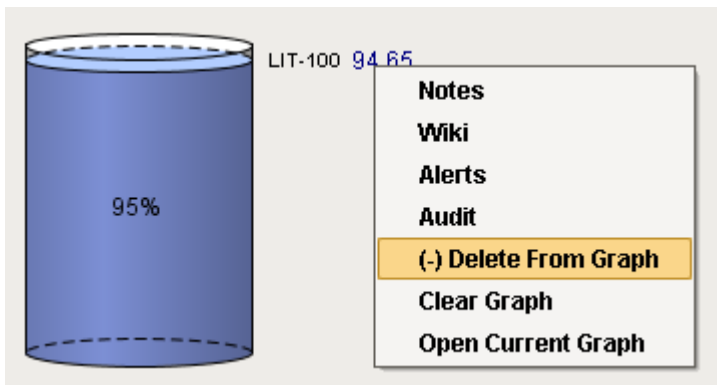 LIT-100 94.65
Notes
Wiki
Alerts
Audit
95%
(-) Delete From Graph
Clear Graph
Open Current Graph